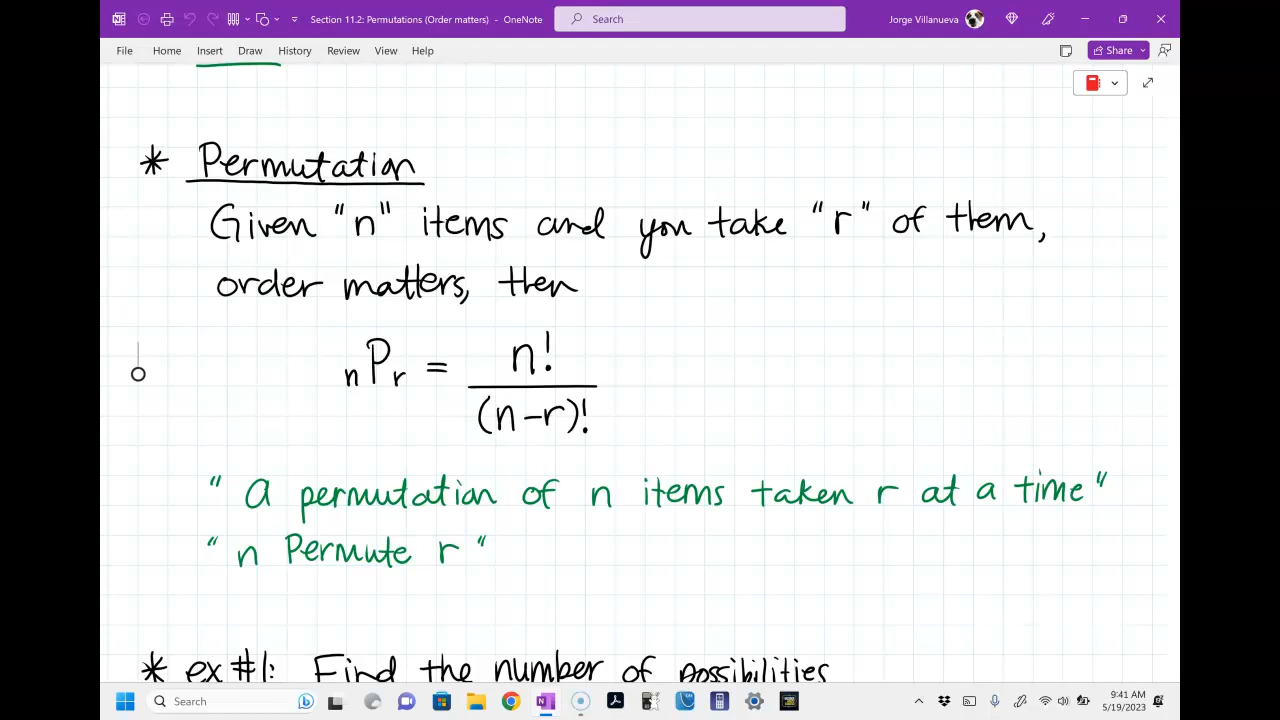 Section 11.2: Permutations (Order matters) - OneNote
Search
Jorge Villanueva
File Home Insert Draw History Review View Help
Share
* Permutation
Given "n" items and you take "r" of them,
order matters, then
nPr = n! / (n-r)!
"A permutation of n items taken r at a time"
"n Permute r"
* ex #1: Find the number of possibilities
Search
9:41 AM
5/19/2023